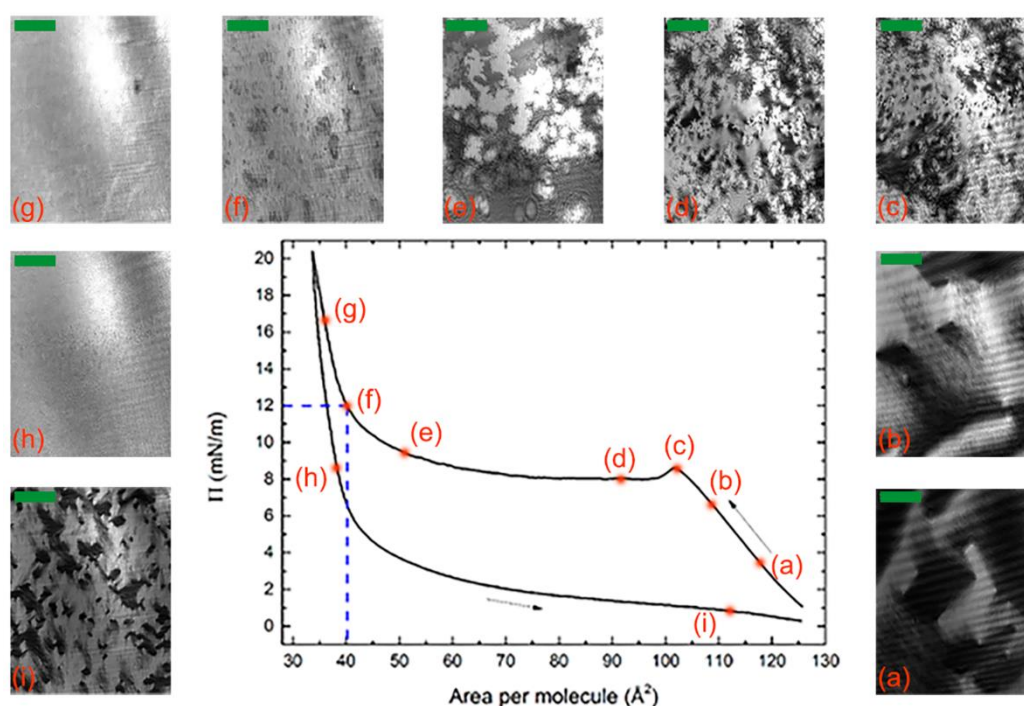 (g)
(f)
(e)
(d)
(c)
(h)
(b)
(i)
(a)
20
18
16
14
12
10
8
6
4
2
0
Π (mN/m)
(g)
(f)
(e)
(h)
(d)
(c)
(b)
(a)
(i)
30 40 50 60 70 80 90 100 110 120 130
Area per molecule (Å²)